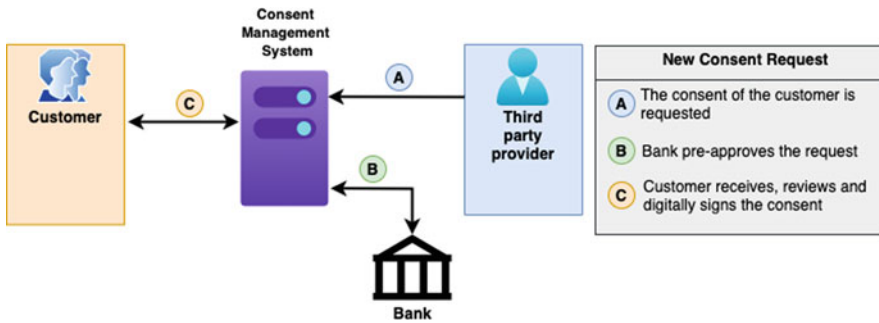 Consent
Management
System
A
C
Customer
Third
party
provider
B
Bank
New Consent Request
A The consent of the customer is
requested
B Bank pre-approves the request
C Customer receives, reviews and
digitally signs the consent